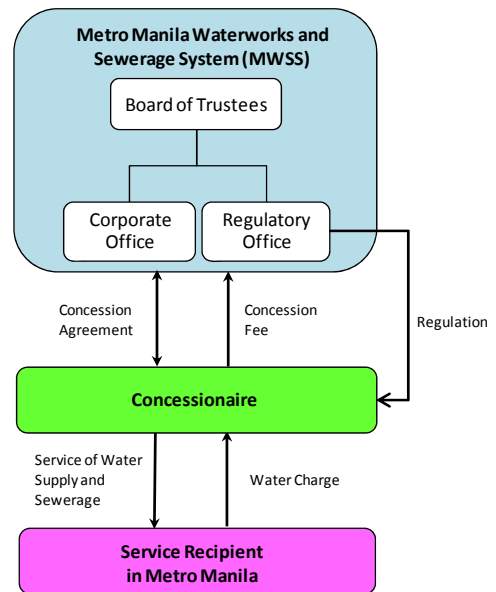 Metro Manila Waterworks and
Sewerage System (MWSS)
Board of Trustees
Corporate
Office
Regulatory
Office
Concession
Agreement
Concession
Fee
Regulation
Concessionaire
Service of Water
Supply and
Sewerage
Water Charge
Service Recipient
in Metro Manila